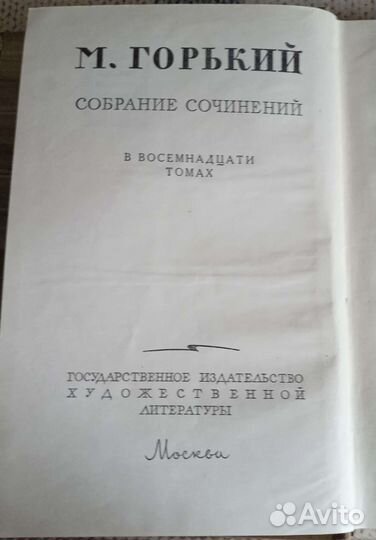 М. ГОРЬКИЙ
СОБРАНИЕ СОЧИНЕНИЙ
В ВОСЕМНАДЦАТИ
ТОМАХ
ГОСУДАРСТВЕННОЕ ИЗДАТЕЛЬСТВО
ХУДОЖЕСТВЕННОЙ
ЛИТЕРАТУРЫ
Москва
Avito